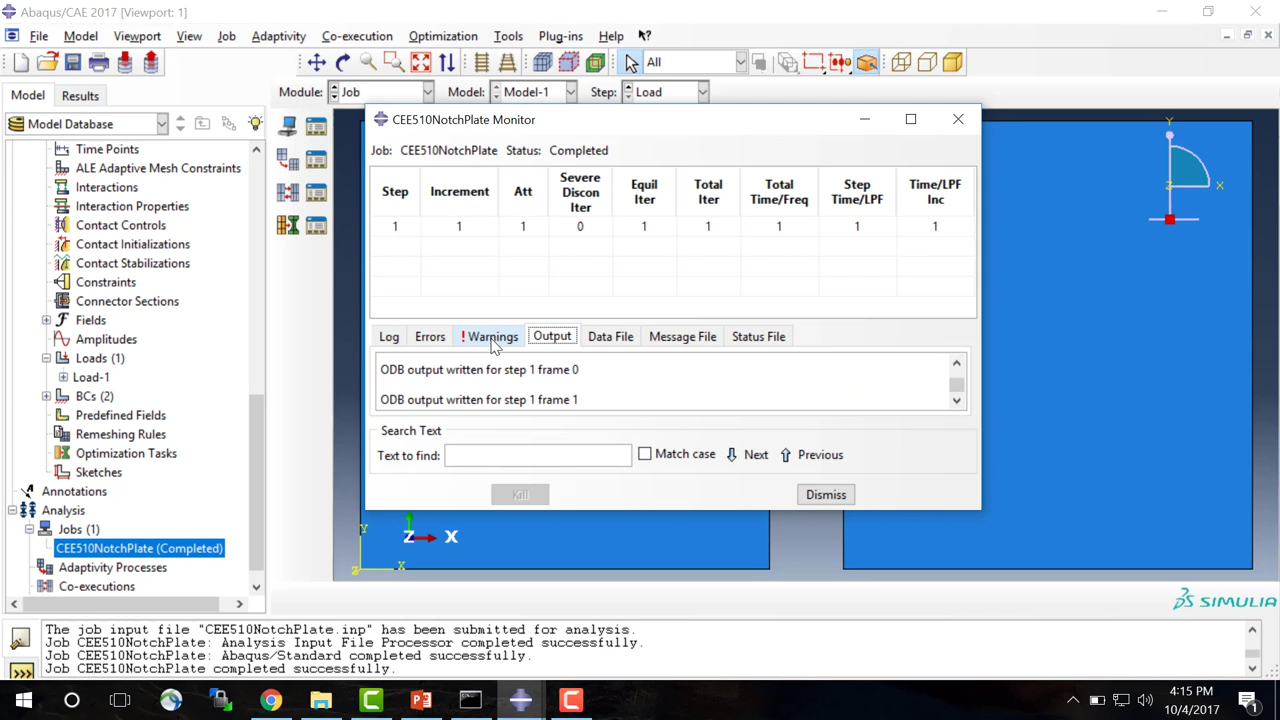 Abaqus/CAE 2017 [Viewport: 1]
File Model Viewport View Job Adaptivity Co-execution Optimization Tools Plug-ins Help
All
Model Results
Module: Job Model: Model-1 Step: Load
Model Database
Time Points
ALE Adaptive Mesh Constraints
Interactions
Interaction Properties
Contact Controls
Contact Initializations
Contact Stabilizations
Constraints
Connector Sections
Fields
Amplitudes
Loads (1)
Load-1
BCs (2)
Predefined Fields
Remeshing Rules
Optimization Tasks
Sketches
Annotations
Analysis
Jobs (1)
CEE510NotchPlate (Completed)
Adaptivity Processes
Co-executions
CEE510NotchPlate Monitor
Job: CEE510NotchPlate Status: Completed
Step Increment Att Severe Discon Iter Equil Iter Total Iter Total Time/Freq Step Time/LPF Time/LPF Inc
1 1 1 0 1 1 1 1 1
Log Errors ! Warnings Output Data File Message File Status File
ODB output written for step 1 frame 0
ODB output written for step 1 frame 1
Search Text
Text to find: Match case Next Previous
Kill Dismiss
Y
Z X
Y
Z X
Z X
SIMULIA
The job input file "CEE510NotchPlate.inp" has been submitted for analysis.
Job CEE510NotchPlate: Analysis Input File Processor completed successfully.
Job CEE510NotchPlate: Abaqus/Standard completed successfully.
Job CEE510NotchPlate completed successfully.
>>>
4:15 PM
10/4/2017
1